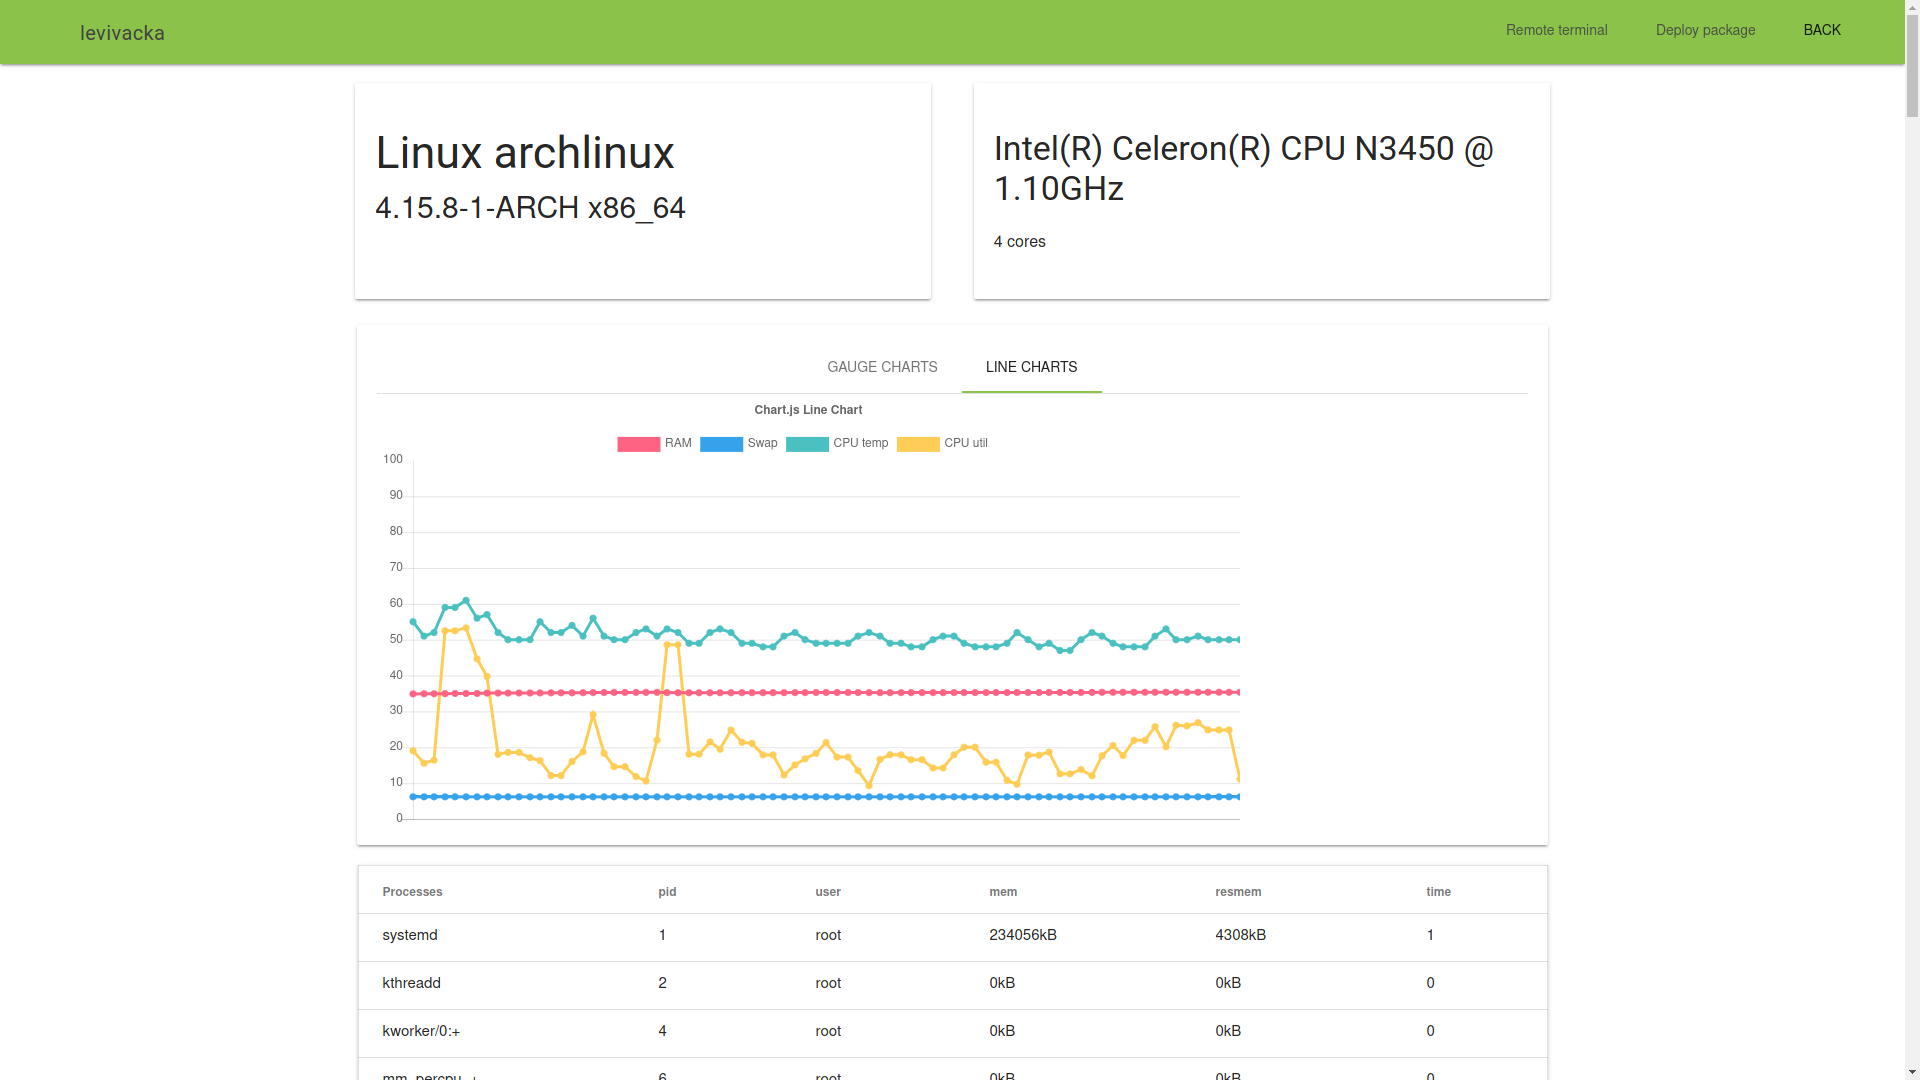 levivacka
Remote terminal Deploy package BACK
Linux archlinux
4.15.8-1-ARCH x86_64
Intel(R) Celeron(R) CPU N3450 @
1.10GHz
4 cores
GAUGE CHARTS LINE CHARTS
Chart.js Line Chart
RAM Swap CPU temp CPU util
100
90
80
70
60
50
40
30
20
10
0
Processes pid user mem resmem time
systemd 1 root 234056kB 4308kB 1
kthreadd 2 root 0kB 0kB 0
kworker/0:+ 4 root 0kB 0kB 0
mm_percpu_+ 6 root 0kB 0kB 0